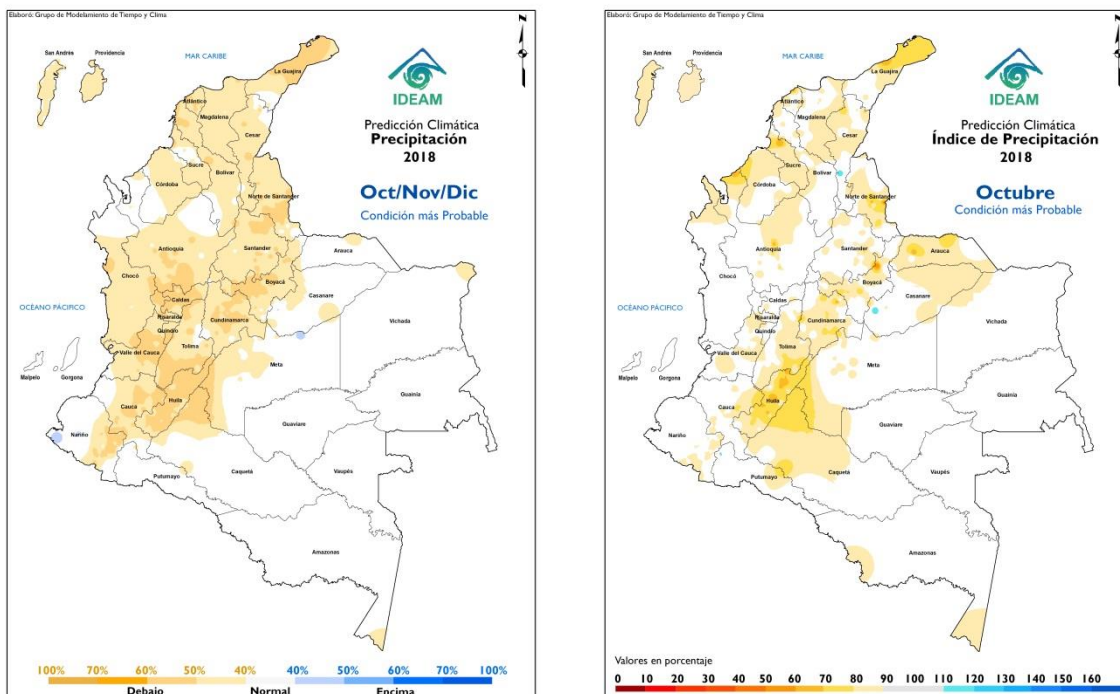 Elaboró: Grupo de Modelamiento de Tiempo y Clima
N
San Andrés
Providencia
MAR CARIBE
La Guajira
IDEAM
Predicción Climática
Precipitación
2018
Oct/Nov/Dic
Condición más Probable
Atlántico
Magdalena
Cesar
Sucre
Bolívar
Córdoba
Norte de Santander
Antioquia
Santander
Arauca
Chocó
Boyacá
Caldas
Casanare
OCÉANO PÁCIFICO
Risaralda
Cundinamarca
Vichada
Quindío
Tolima
Valle del Cauca
Meta
Malpelo
Gorgona
Guainía
Cauca
Huila
Nariño
Guaviare
Putumayo
Caquetá
Vaupés
Amazonas
100% 70% 60% 50% 40% 40% 50% 60% 70% 100%
Debajo Normal Encima
Elaboró: Grupo de Modelamiento de Tiempo y Clima
N
San Andrés
Providencia
MAR CARIBE
La Guajira
IDEAM
Predicción Climática
Índice de Precipitación
2018
Octubre
Condición más Probable
Atlántico
Magdalena
Cesar
Sucre
Bolívar
Córdoba
Norte de Santander
Antioquia
Santander
Arauca
Chocó
Boyacá
Caldas
Casanare
OCÉANO PÁCIFICO
Risaralda
Cundinamarca
Vichada
Quindío
Tolima
Valle del Cauca
Meta
Malpelo
Gorgona
Guainía
Cauca
Huila
Nariño
Guaviare
Putumayo
Caquetá
Vaupés
Amazonas
Valores en porcentaje
0 10 20 30 40 50 60 70 80 90 100 110 120 130 140 150 160